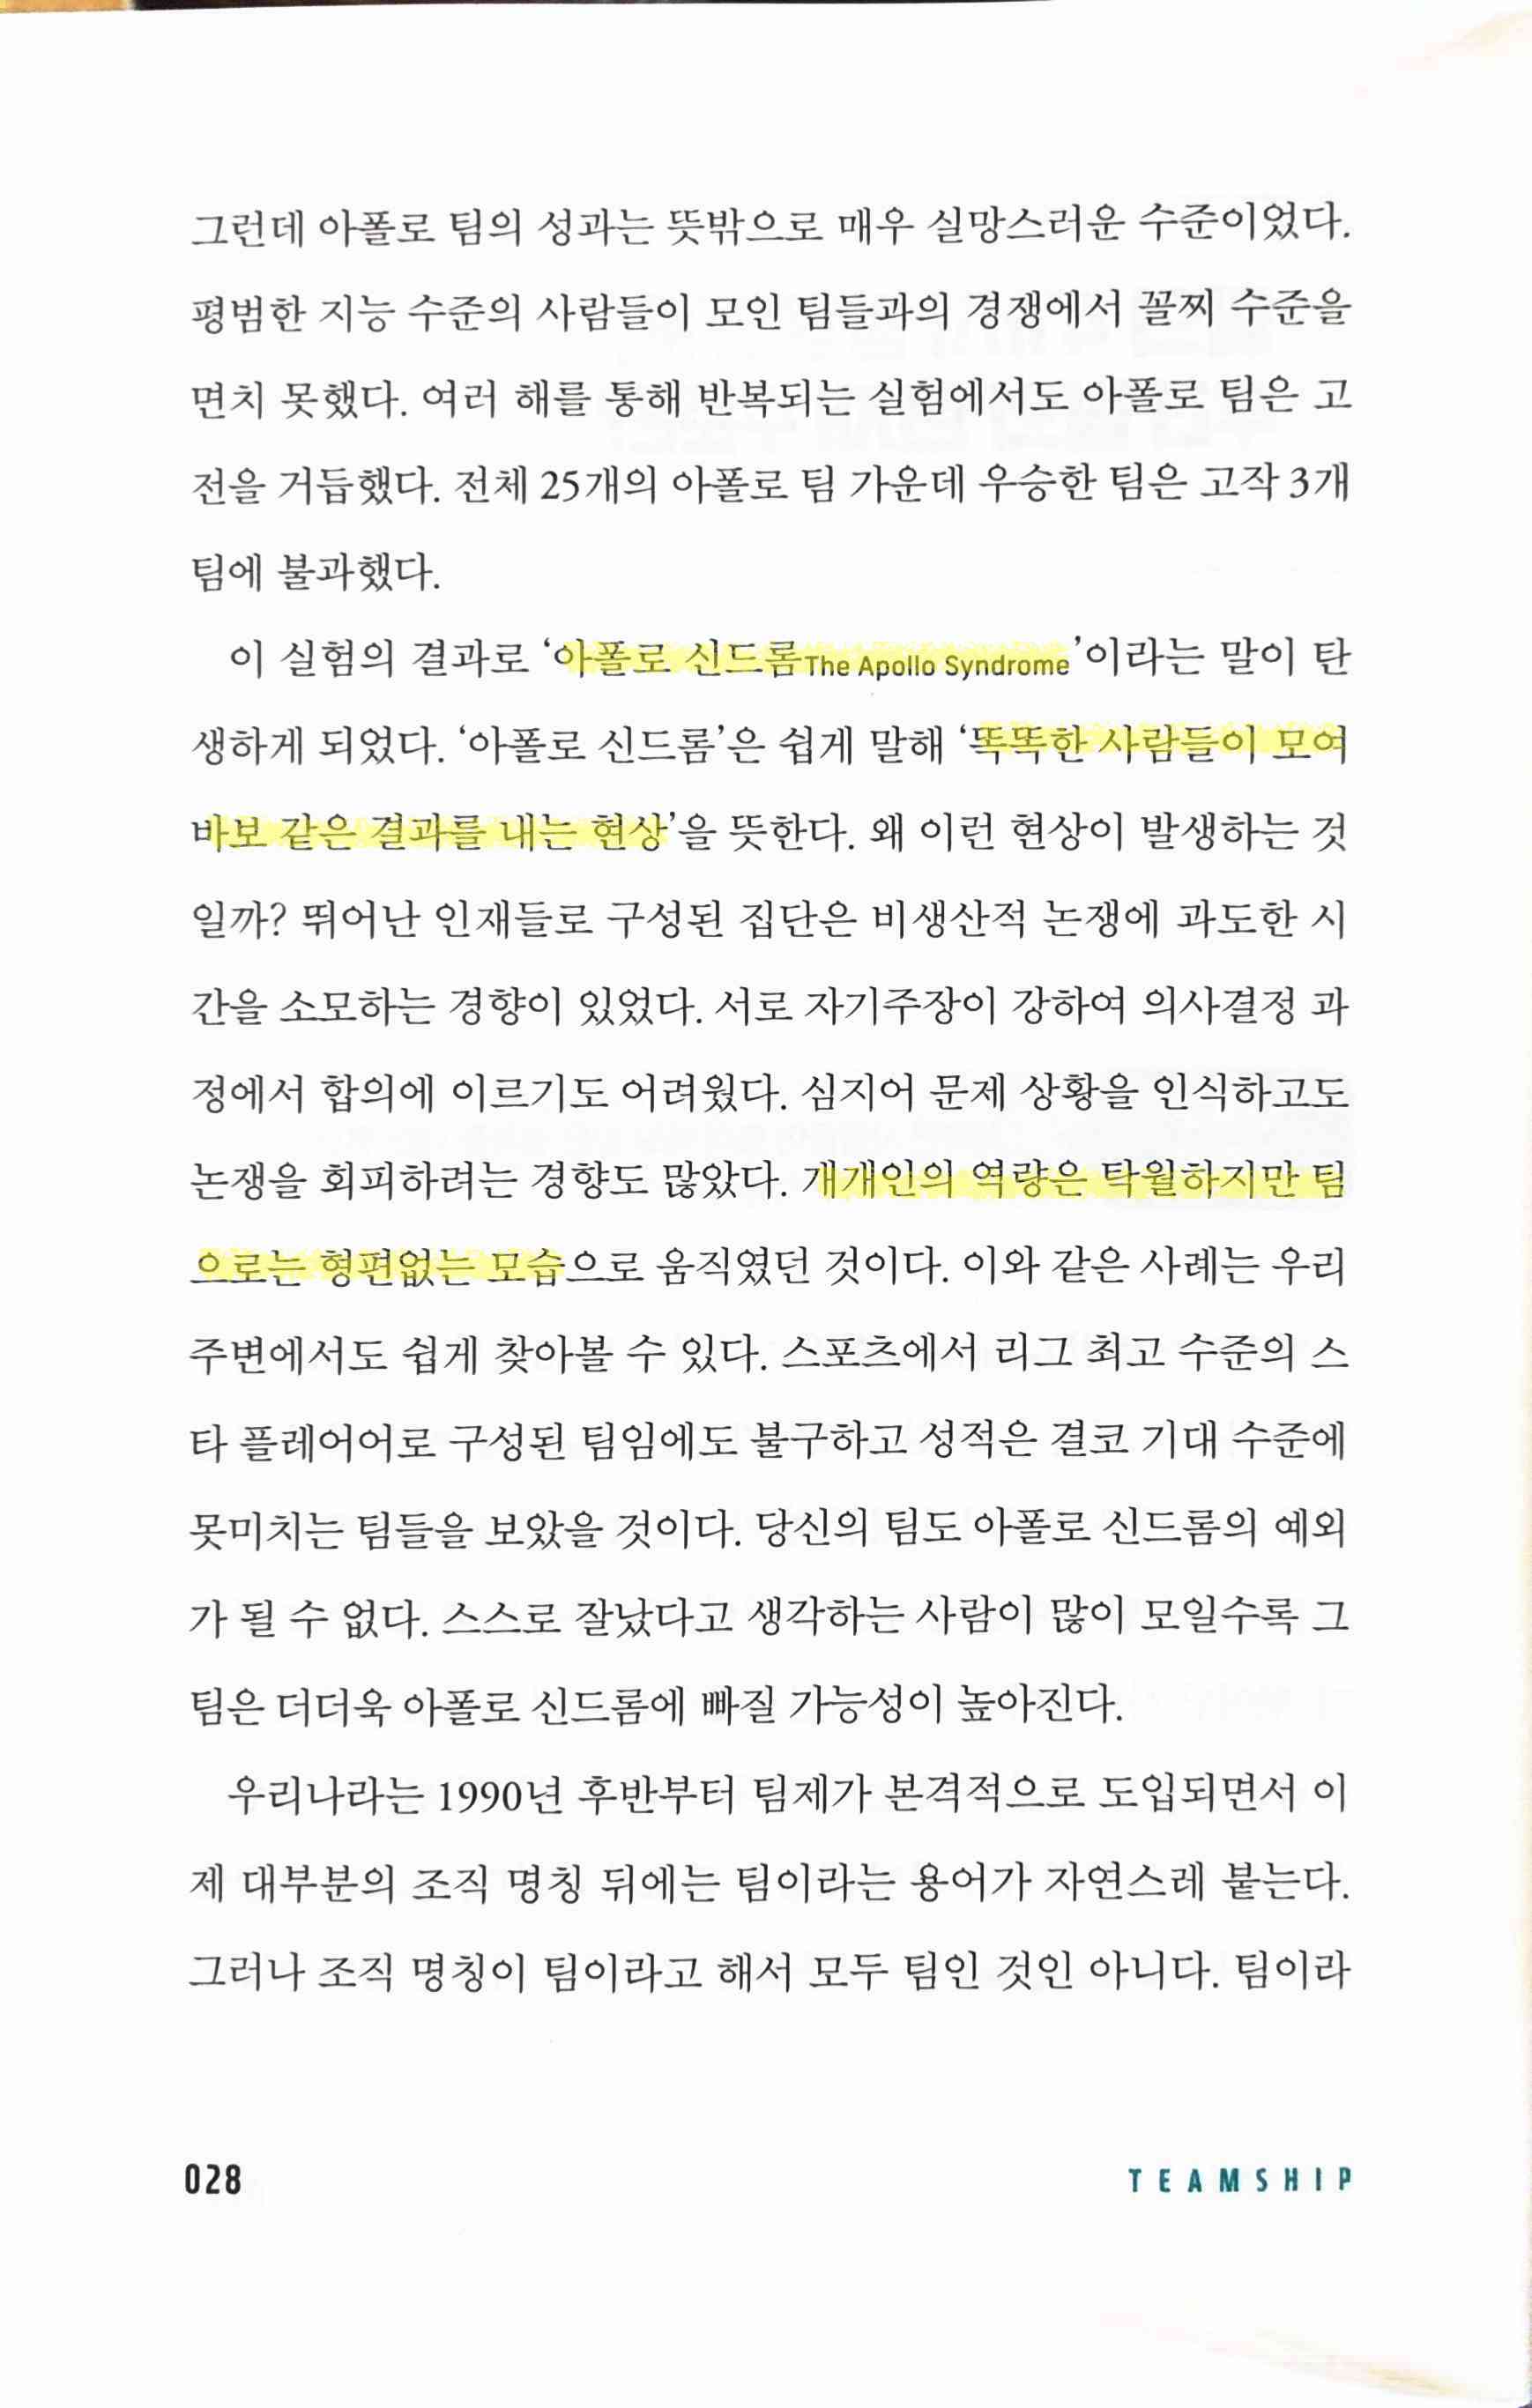 그런데 아폴로 팀의 성과는 뜻밖으로 매우 실망스러운 수준이었다.
평범한 지능 수준의 사람들이 모인 팀들과의 경쟁에서 꼴찌 수준을
면치 못했다. 여러 해를 통해 반복되는 실험에서도 아폴로 팀은 고
전을 거듭했다. 전체 25개의 아폴로 팀 가운데 우승한 팀은 고작 3개
팀에 불과했다.
이 실험의 결과로 ‘아폴로 신드롬The Apollo Syndrome’이라는 말이 탄
생하게 되었다. ‘아폴로 신드롬’은 쉽게 말해 ‘똑똑한 사람들이 모여
바보 같은 결과를 내는 현상’을 뜻한다. 왜 이런 현상이 발생하는 것
일까? 뛰어난 인재들로 구성된 집단은 비생산적 논쟁에 과도한 시
간을 소모하는 경향이 있었다. 서로 자기주장이 강하여 의사결정 과
정에서 합의에 이르기도 어려웠다. 심지어 문제 상황을 인식하고도
논쟁을 회피하려는 경향도 많았다. 개개인의 역량은 탁월하지만 팀
으로는 형편없는 모습으로 움직였던 것이다. 이와 같은 사례는 우리
주변에서도 쉽게 찾아볼 수 있다. 스포츠에서 리그 최고 수준의 스
타 플레어어로 구성된 팀임에도 불구하고 성적은 결코 기대 수준에
못미치는 팀들을 보았을 것이다. 당신의 팀도 아폴로 신드롬의 예외
가 될 수 없다. 스스로 잘났다고 생각하는 사람이 많이 모일수록 그
팀은 더더욱 아폴로 신드롬에 빠질 가능성이 높아진다.
우리나라는 1990년 후반부터 팀제가 본격적으로 도입되면서 이
제 대부분의 조직 명칭 뒤에는 팀이라는 용어가 자연스레 붙는다.
그러나 조직 명칭이 팀이라고 해서 모두 팀인 것인 아니다. 팀이라
028
TEAMSHIP